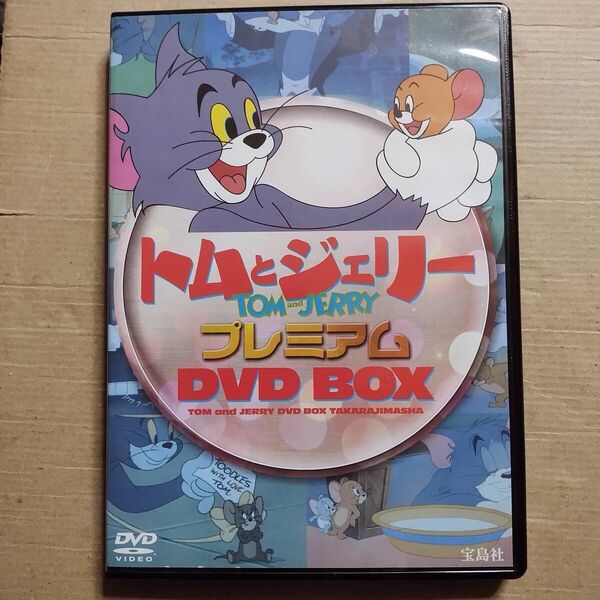 トムとジェリー
TOM and JERRY
プレミアム
DVD BOX
TOM and JERRY DVD BOX TAKARAJIMASHA
TOODLES
WITH LOVE
TOM
DVD
VIDEO
宝島社